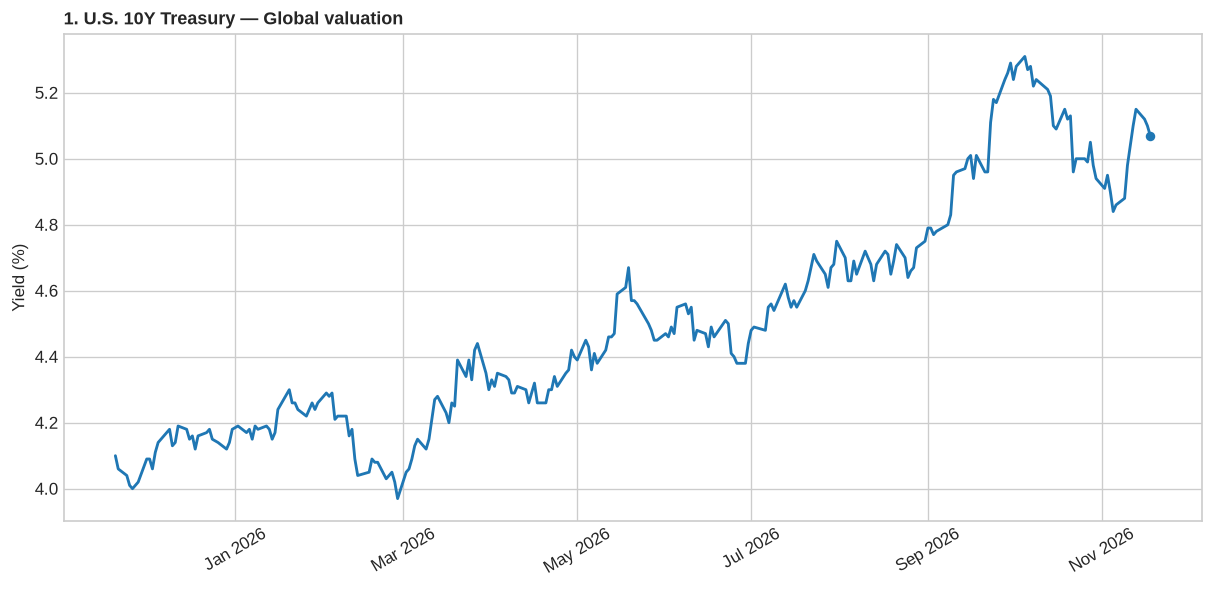 1. U.S. 10Y Treasury — Global valuation
Yield (%)
5.2
5.0
4.8
4.6
4.4
4.2
4.0
Jan 2026
Mar 2026
May 2026
Jul 2026
Sep 2026
Nov 2026